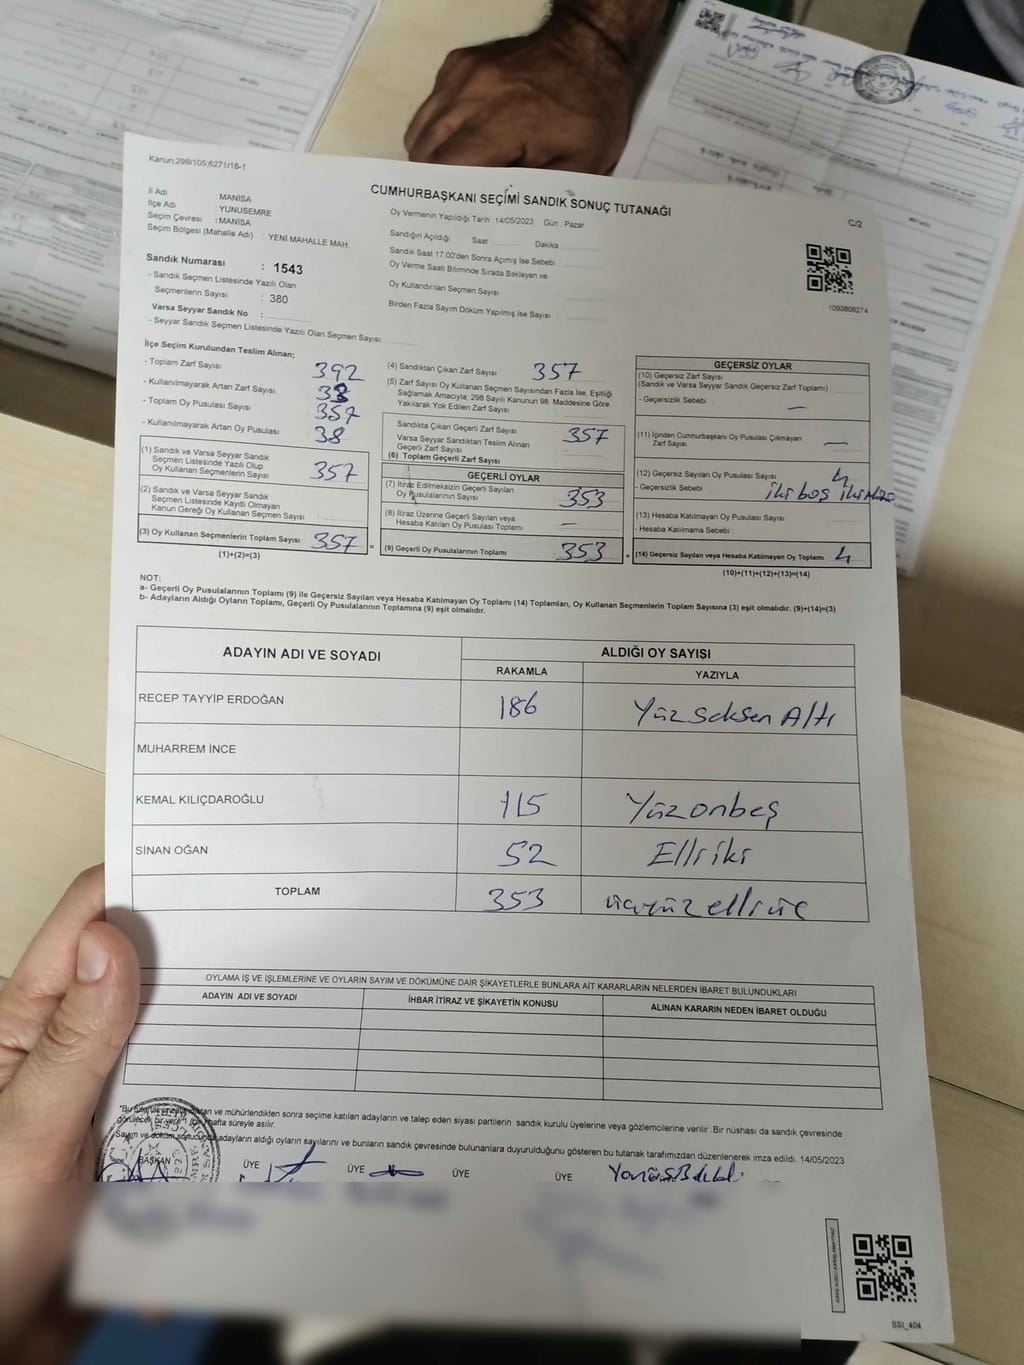 Kanun:298/105;6271/18-1
CUMHURBAŞKANI SEÇİMİ SANDIK SONUÇ TUTANAĞI
C/2
İl Adı : MANİSA
İlçe Adı : YUNUSEMRE
Seçim Çevresi : MANİSA
Seçim Bölgesi (Mahalle Adı) : YENİ MAHALLE MAH.
Oy Vermenin Yapıldığı Tarih :14/05/2023 Gün : Pazar
Sandığın Açıldığı Saat Dakika
Sandık Saat 17:00'den Sonra Açımış İse Sebebi :
Oy Verme Saati Bitiminde Sırada Bekleyen ve
Oy Kullandırılan Seçmen Sayısı
Birden Fazla Sayım Döküm Yapılmış İse Sayısı
1093809274
Sandık Numarası : 1543
- Sandık Seçmen Listesinde Yazılı Olan
Seçmenlerin Sayısı : 380
Varsa Seyyar Sandık No :
- Seyyar Sandık Seçmen Listesinde Yazılı Olan Seçmen Sayısı:
İlçe Seçim Kurulundan Teslim Alınan;
- Toplam Zarf Sayısı 392
- Kullanılmayarak Artan Zarf Sayısı
- Toplam Oy Pusulası Sayısı 357
- Kullanılmayarak Artan Oy Pusulası 38
(1) Sandık ve Varsa Seyyar Sandık
Seçmen Listesinde Yazılı Olup
Oy Kullanan Seçmenlerin Sayısı 357
(2) Sandık ve Varsa Seyyar Sandık
Seçmen Listesinde Kayıtlı Olmayan
Kanun Gereği Oy Kullanan Seçmen Sayısı :
(3) Oy Kullanan Seçmenlerin Toplam Sayısı 357 =
(1)+(2)=(3)
(4) Sandıktan Çıkan Zarf Sayısı 357
(5) Zarf Sayısı Oy Kullanan Seçmen Sayısından Fazla İse, Eşitliği
Sağlamak Amacıyla; 298 Sayılı Kanunun 98. Maddesine Göre
Yakılarak Yok Edilen Zarf Sayısı
Sandıkta Çıkan Geçerli Zarf Sayısı 357
Varsa Seyyar Sandıktan Teslim Alınan
Geçerli Zarf Sayısı
(6) Toplam Geçerli Zarf Sayısı
GEÇERLİ OYLAR
(7) İtiraz Edilmeksizin Geçerli Sayılan
Oy Pusulalarının Sayısı 353
(8) İtiraz Üzerine Geçerli Sayılan veya
Hesaba Katılan Oy Pusulası Toplamı —
(9) Geçerli Oy Pusulalarının Toplamı 353 +
GEÇERSİZ OYLAR
(10) Geçersiz Zarf Sayısı
(Sandık ve Varsa Seyyar Sandık Geçersiz Zarf Toplamı)
- Geçersizlik Sebebi —
(11) İçinden Cumhurbaşkanı Oy Pusulası Çıkmayan
Zarf Sayısı —
(12) Geçersiz Sayılan Oy Pusulası Sayısı 4
- Geçersizlik Sebebi iki boş iki
(13) Hesaba Katılmayan Oy Pusulası Sayısı
- Hesaba Katılmama Sebebi :
(14) Geçersiz Sayılan veya Hesaba Katılmayan Oy Toplamı 4
(10)+(11)+(12)+(13)=(14)
NOT:
a- Geçerli Oy Pusulalarının Toplamı (9) ile Geçersiz Sayılan veya Hesaba Katılmayan Oy Toplamı (14) Toplamları, Oy Kullanan Seçmenlerin Toplam Sayısına (3) eşit olmalıdır. (9)+(14)=(3)
b- Adayların Aldığı Oyların Toplamı, Geçerli Oy Pusulalarının Toplamına (9) eşit olmalıdır.
ADAYIN ADI VE SOYADI ALDIĞI OY SAYISI
RAKAMLA YAZIYLA
RECEP TAYYİP ERDOĞAN 186 Yüz seksen Altı
MUHARREM İNCE
KEMAL KILIÇDAROĞLU 115 Yüz onbeş
SİNAN OĞAN 52 Elli iki
TOPLAM 353 üçyüz elli üç
OYLAMA İŞ VE İŞLEMLERİNE VE OYLARIN SAYIM VE DÖKÜMÜNE DAİR ŞİKAYETLERLE BUNLARA AİT KARARLARIN NELERDEN İBARET BULUNDUKLARI
ADAYIN ADI VE SOYADI İHBAR İTİRAZ VE ŞİKAYETİN KONUSU ALINAN KARARIN NEDEN İBARET OLDUĞU
ve mühürlendikten sonra seçime katılan adayların ve talep eden siyasi partilerin sandık kurulu üyelerine veya gözlemcilerine verilir .Bir nüshası da sandık çevresinde
hafta süreyle asılır.
Sayım ve döküm sonucunda adayların aldığı oyların sayılarını ve bunların sandık çevresinde bulunanlara duyurulduğunu gösteren bu tutanak tarafımızdan düzenlenerek imza edildi. 14/05/2023
BAŞKAN ÜYE ÜYE ÜYE ÜYE
SSI_404